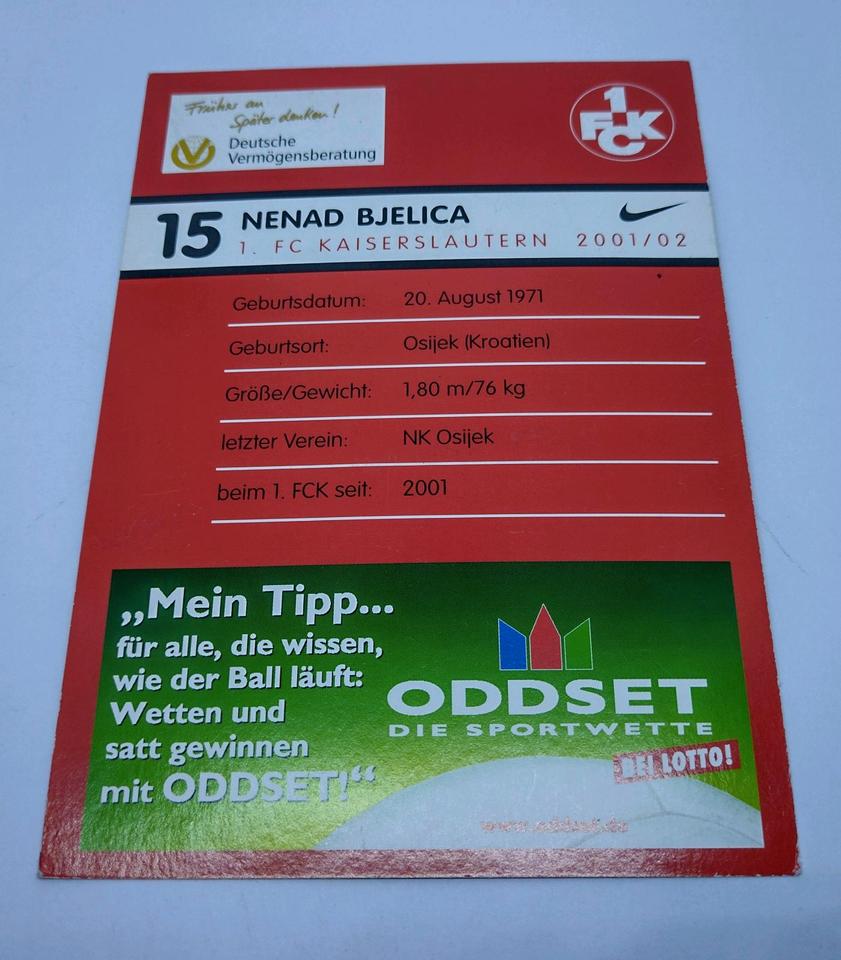 Früher an
Später denken!
Deutsche
Vermögensberatung
1
FCK
15 NENAD BJELICA
1. FC KAISERSLAUTERN 2001/02
Geburtsdatum: 20. August 1971
Geburtsort: Osijek (Kroatien)
Größe/Gewicht: 1,80 m/76 kg
letzter Verein: NK Osijek
beim 1. FCK seit: 2001
„Mein Tipp...
für alle, die wissen,
wie der Ball läuft:
Wetten und
satt gewinnen
mit ODDSET!“
ODDSET
DIE SPORTWETTE
BEI LOTTO!
www.oddset.de